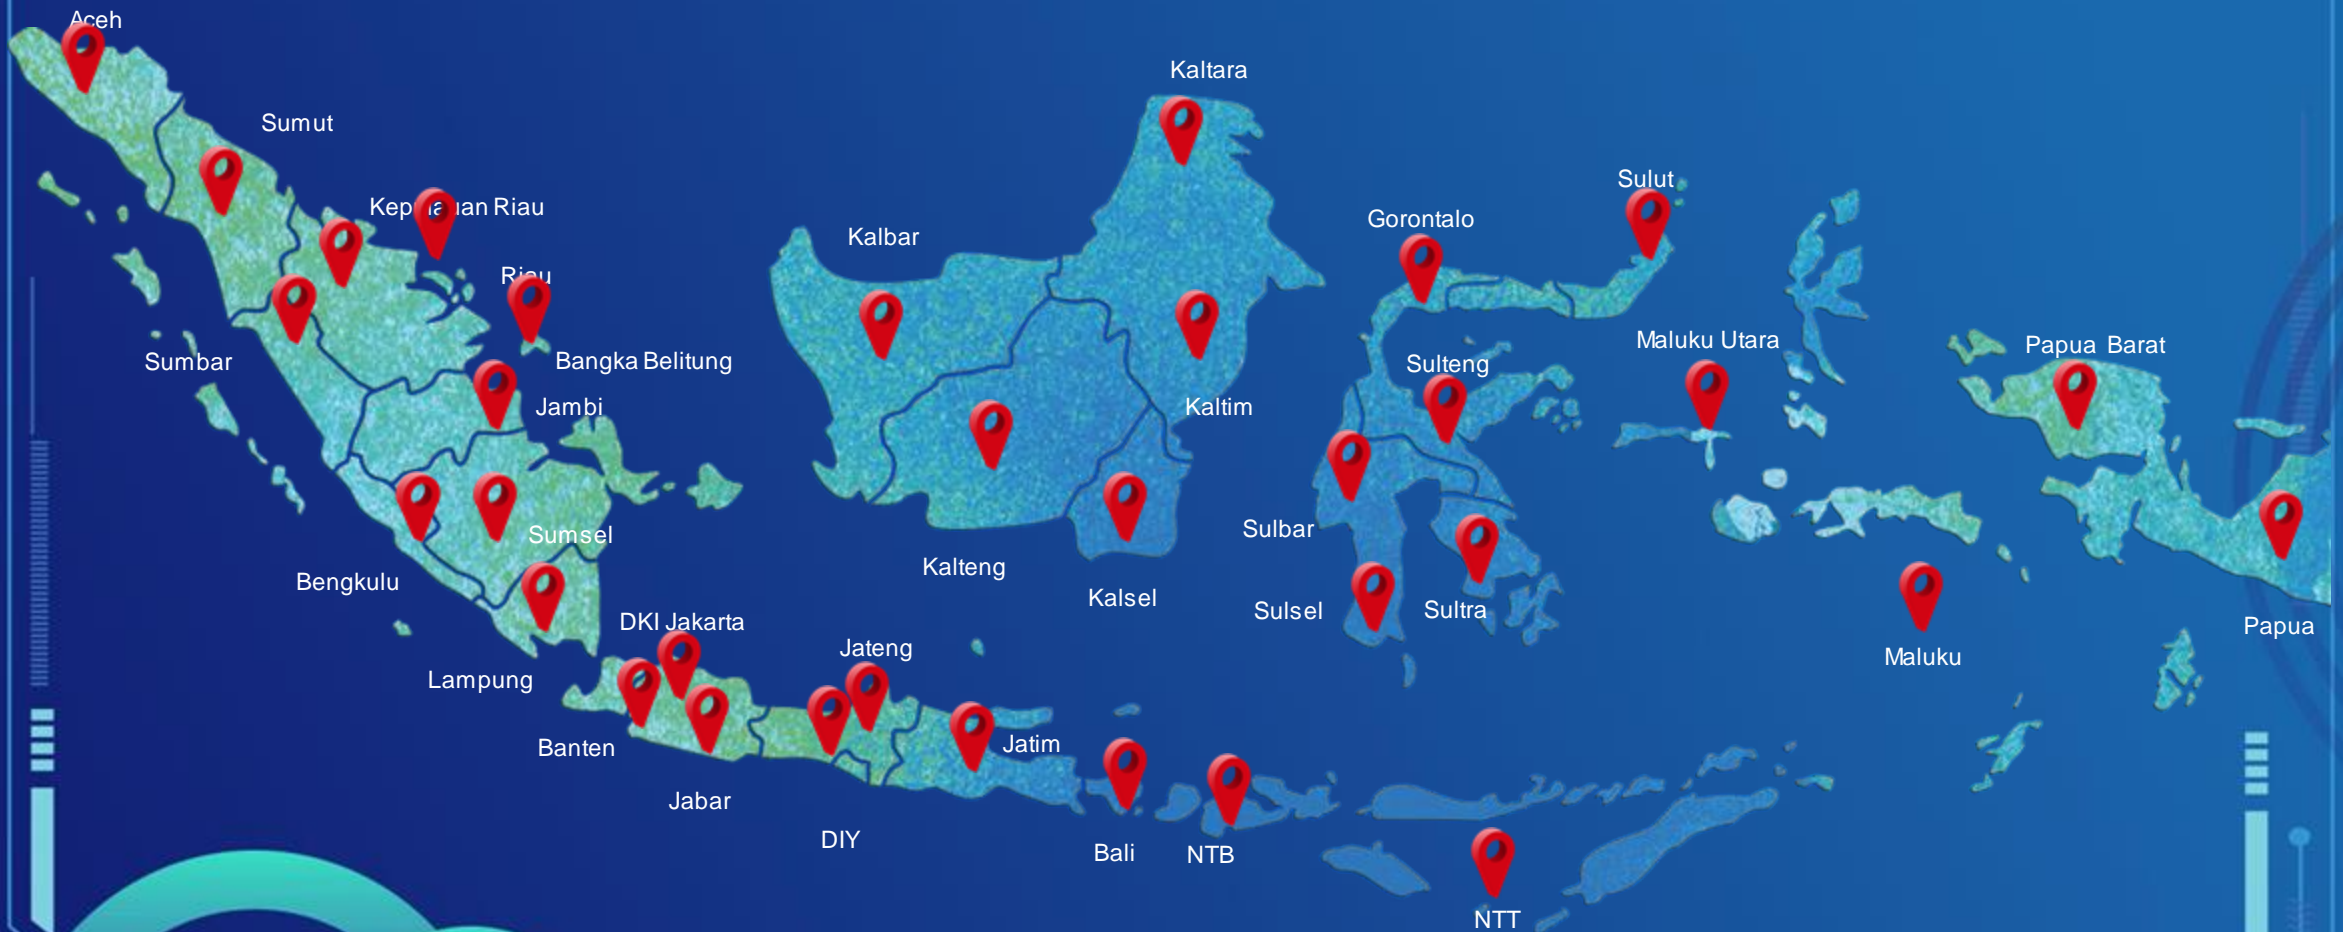 Aceh
Kaltara
Sumut
Sulut
Kepulauan Riau
Gorontalo
Kalbar
Riau
Maluku Utara
Papua Barat
Sumbar
Bangka Belitung
Sulteng
Jambi
Kaltim
Sulbar
Sumsel
Kalteng
Bengkulu
Kalsel
Sulsel
Sultra
DKI Jakarta
Papua
Jateng
Maluku
Lampung
Jatim
Banten
Jabar
DIY
Bali
NTB
NTT